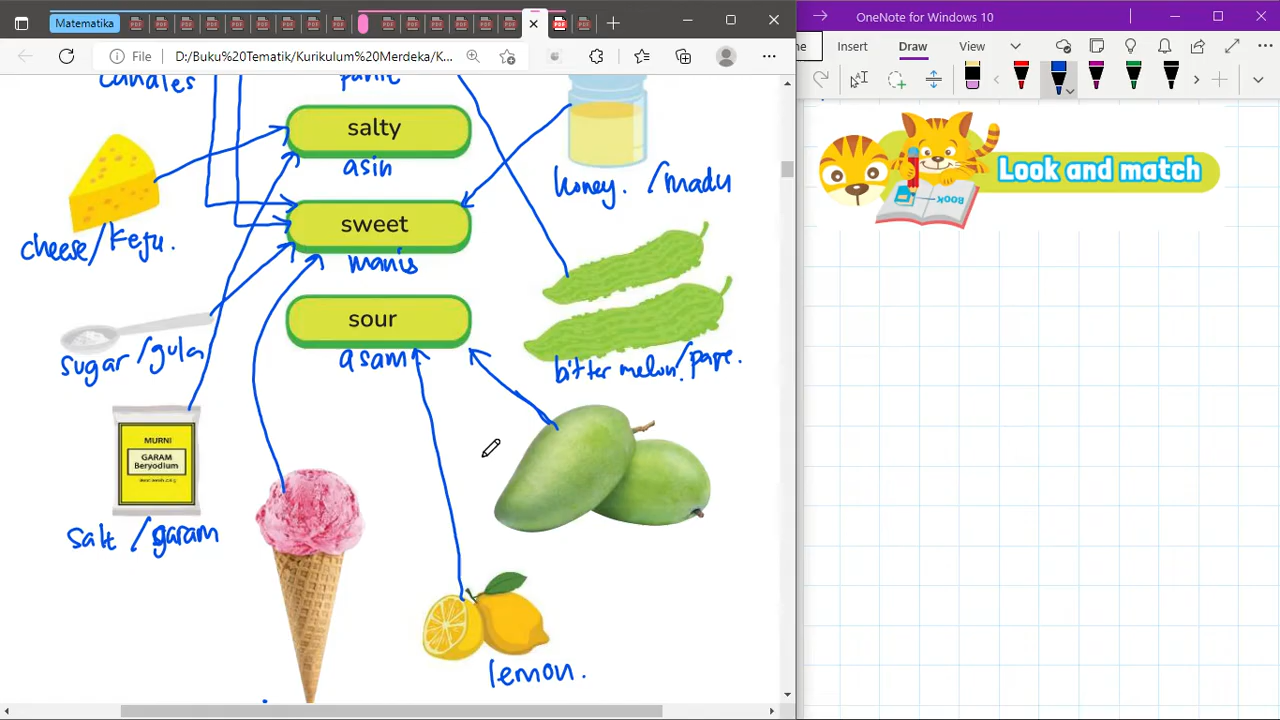 Matematika
OneNote for Windows 10
File
D:/Buku%20Tematik/Kurikulum%20Merdeka/K...
Insert
Draw
View
candles
panic
salty
asin
honey. /madu
cheese/Keju.
sweet
manis
sour
asam
sugar/gula
bitter melon/pare.
MURNI
GARAM
Beryodium
salt /garam
lemon.
BOOK
Look and match